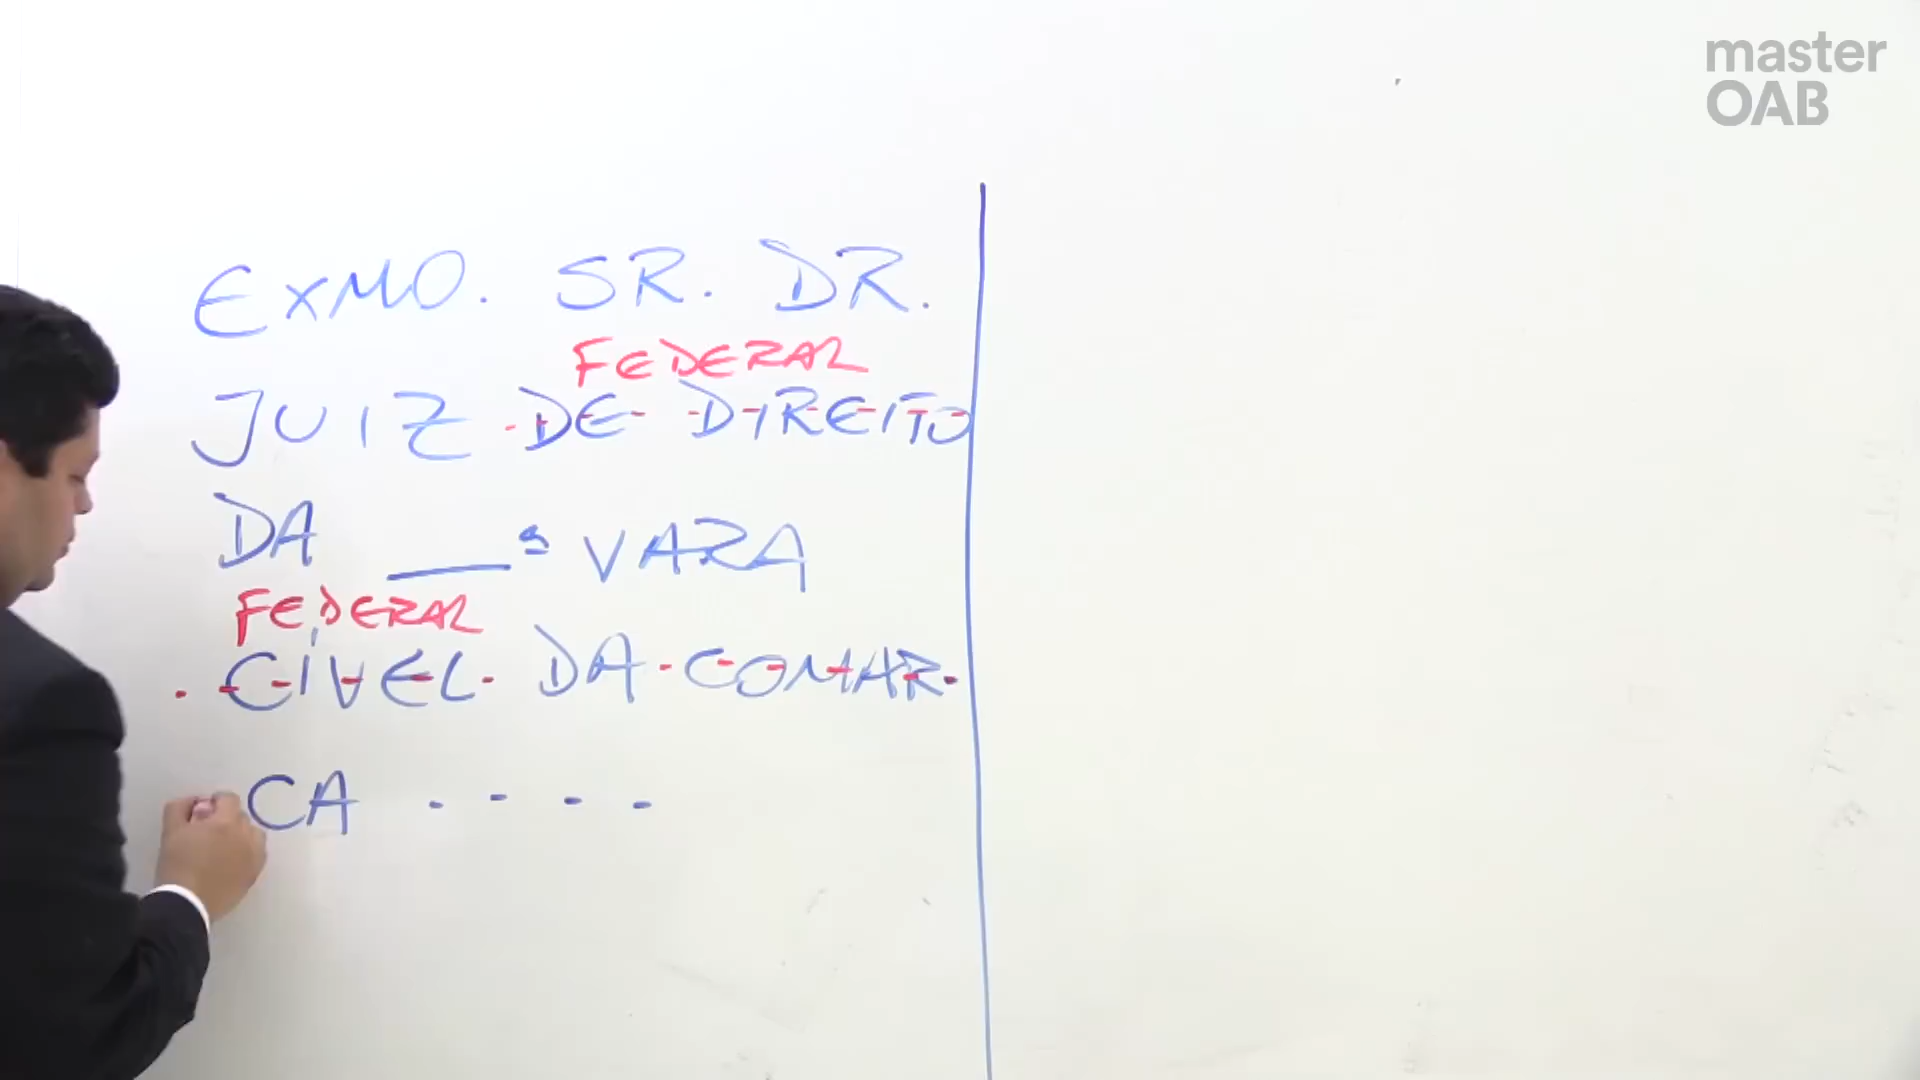 master
OAB
EXMO. SR. DR.
FEDERAL
JUIZ DE DIREITO
DA ___ª VARA
FEDERAL
CÍVEL DA COMAR
CA . - - -